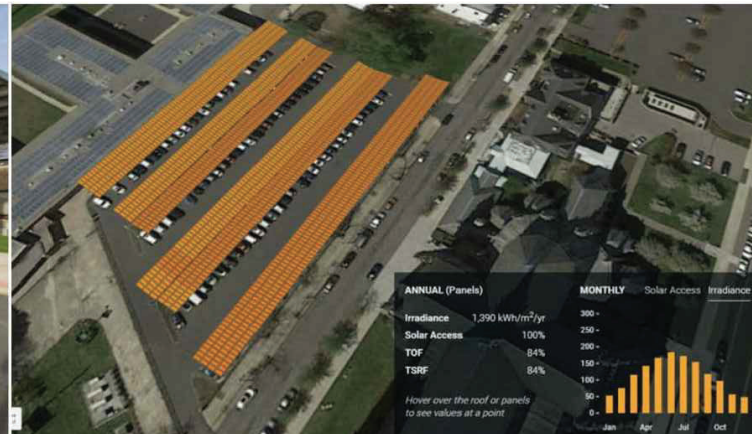 ANNUAL (Panels)
Irradiance 1,390 kWh/m²/yr
Solar Access 100%
TOF 84%
TSRF 84%
Hover over the roof or panels
to see values at a point
MONTHLY Solar Access Irradiance
300
250
200
150
100
50
0
Jan Apr Jul Oct